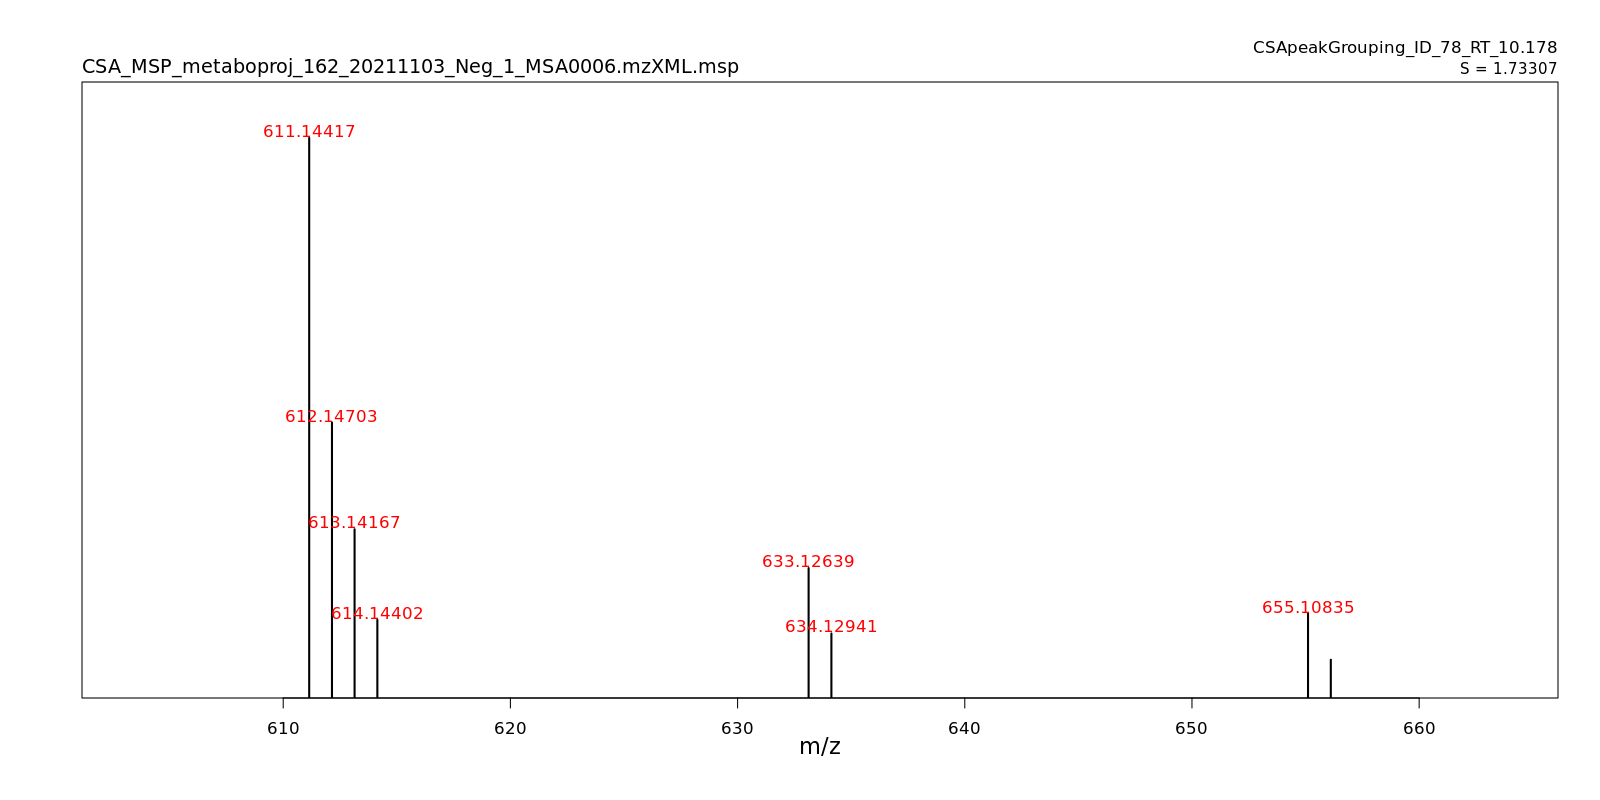 CSApeakGrouping_ID_78_RT_10.178
CSA_MSP_metaboproj_162_20211103_Neg_1_MSA0006.mzXML.msp
S = 1.73307
611.14417
612.14703
613.14167
633.12639
655.10835
614.14402
634.12941
610 620 630 640 650 660
m/z